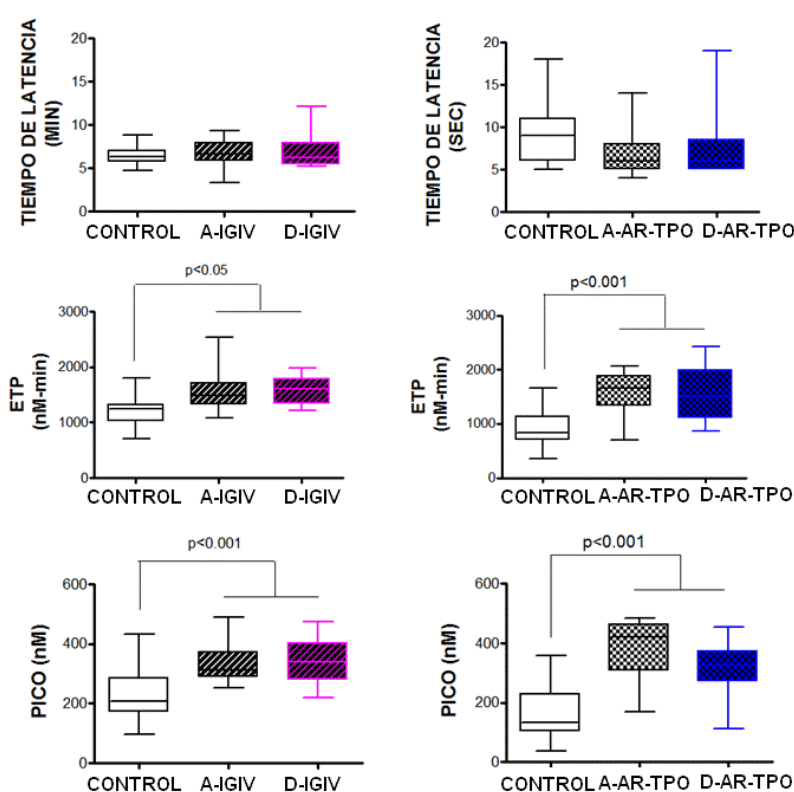 TIEMPO DE LATENCIA
(MIN)
20
15
10
5
0
CONTROL A-IGIV D-IGIV
TIEMPO DE LATENCIA
(SEC)
20
15
10
5
0
CONTROL A-AR-TPO D-AR-TPO
p<0.05
ETP
(nM-min)
3000
2000
1000
0
CONTROL A-IGIV D-IGIV
p<0.001
ETP
(nM-min)
3000
2000
1000
0
CONTROL A-AR-TPO D-AR-TPO
p<0.001
PICO (nM)
600
400
200
0
CONTROL A-IGIV D-IGIV
p<0.001
PICO (nM)
600
400
200
0
CONTROL A-AR-TPO D-AR-TPO